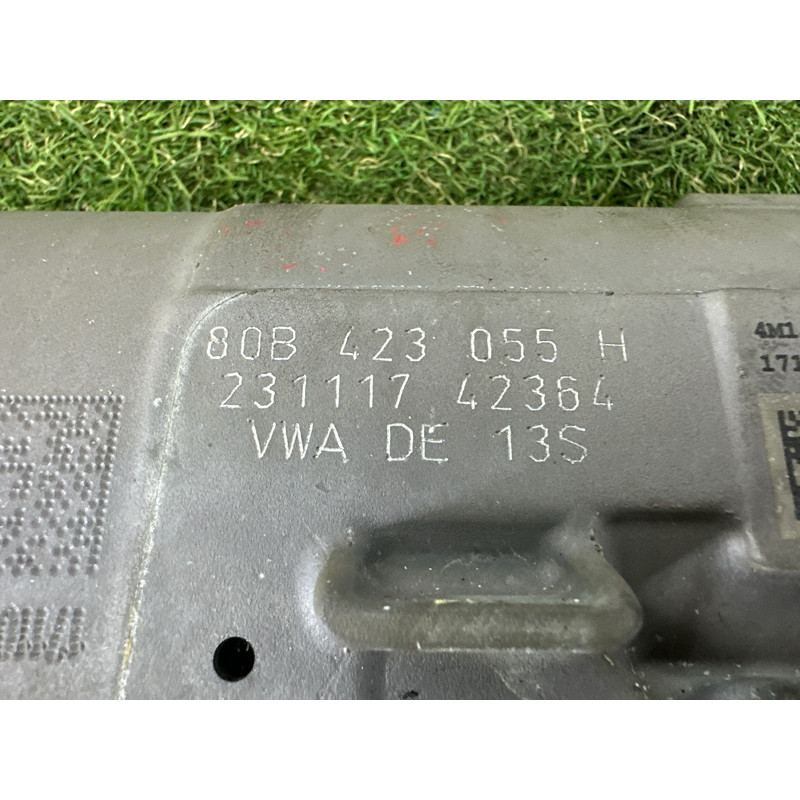 80B 423 055 H
231117 42364
VWA DE 13S
4M1
171